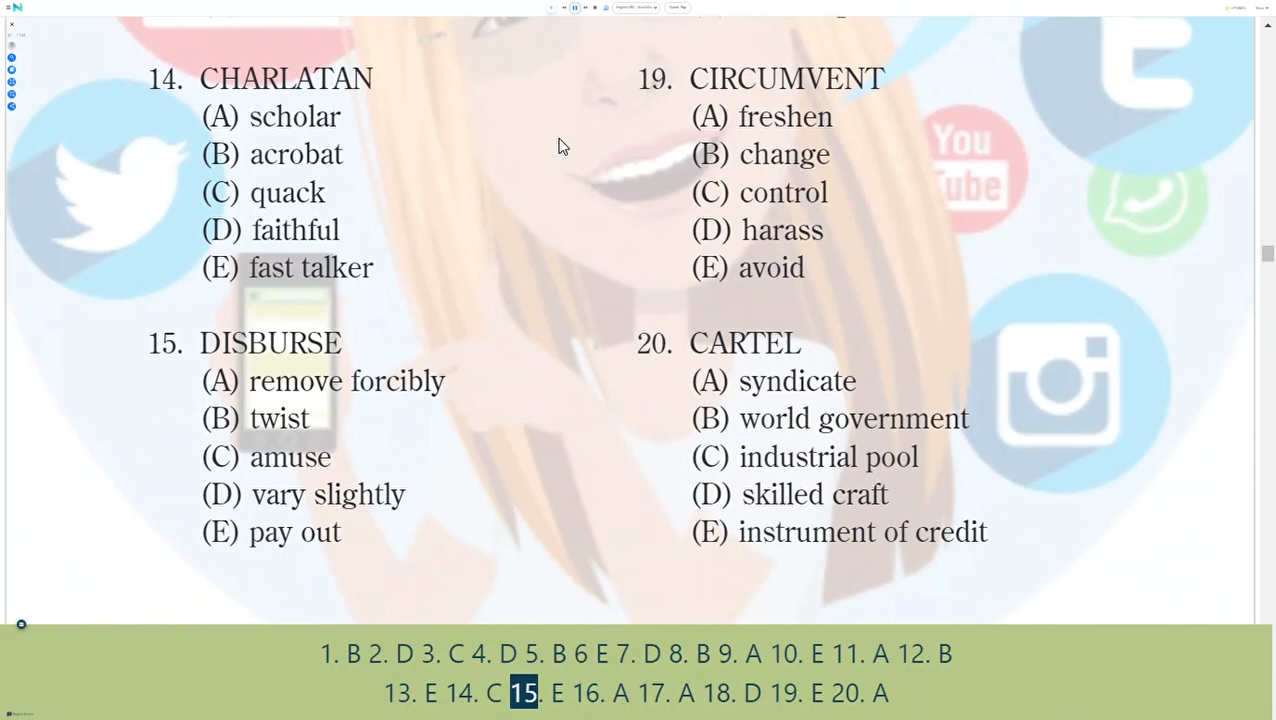 14. CHARLATAN
(A) scholar
(B) acrobat
(C) quack
(D) faithful
(E) fast talker
15. DISBURSE
(A) remove forcibly
(B) twist
(C) amuse
(D) vary slightly
(E) pay out
19. CIRCUMVENT
(A) freshen
(B) change
(C) control
(D) harass
(E) avoid
20. CARTEL
(A) syndicate
(B) world government
(C) industrial pool
(D) skilled craft
(E) instrument of credit
You
Tube
1. B 2. D 3. C 4. D 5. B 6 E 7. D 8. B 9. A 10. E 11. A 12. B
13. E 14. C 15. E 16. A 17. A 18. D 19. E 20. A